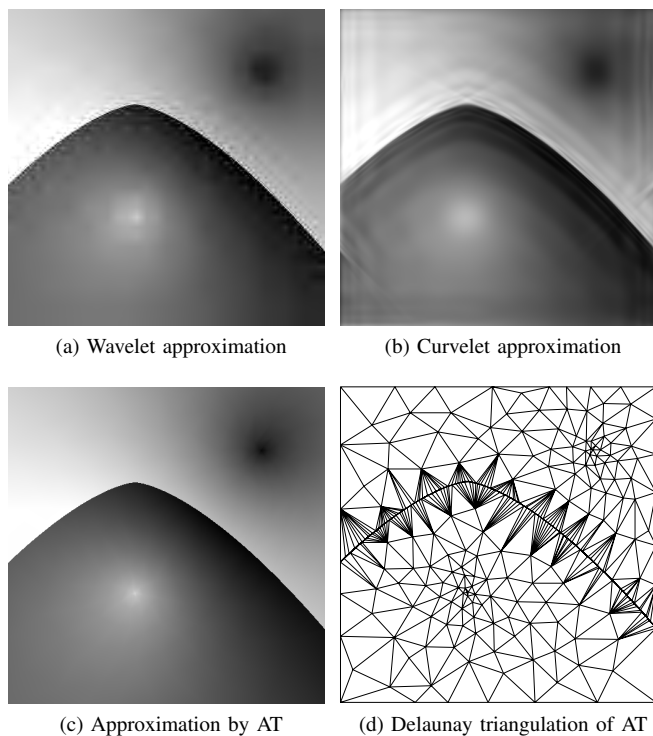 (a) Wavelet approximation
(b) Curvelet approximation
(c) Approximation by AT
(d) Delaunay triangulation of AT